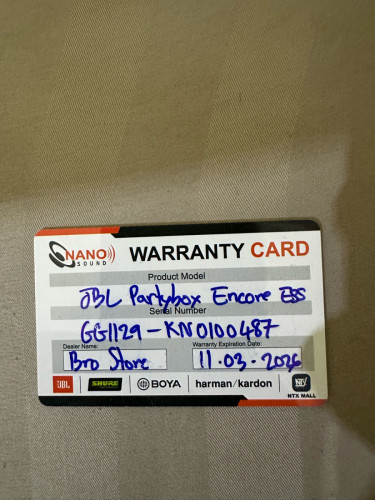 NANO
SOUND
WARRANTY CARD
Product Model
JBL Partybox Encore ESS
Serial Number
GG1129-KN0100487
Dealer Name:
Warranty Expiration Date:
Bro Store
11.03.2026
JBL
SHURE
BOYA
harman/kardon
NTX MALL